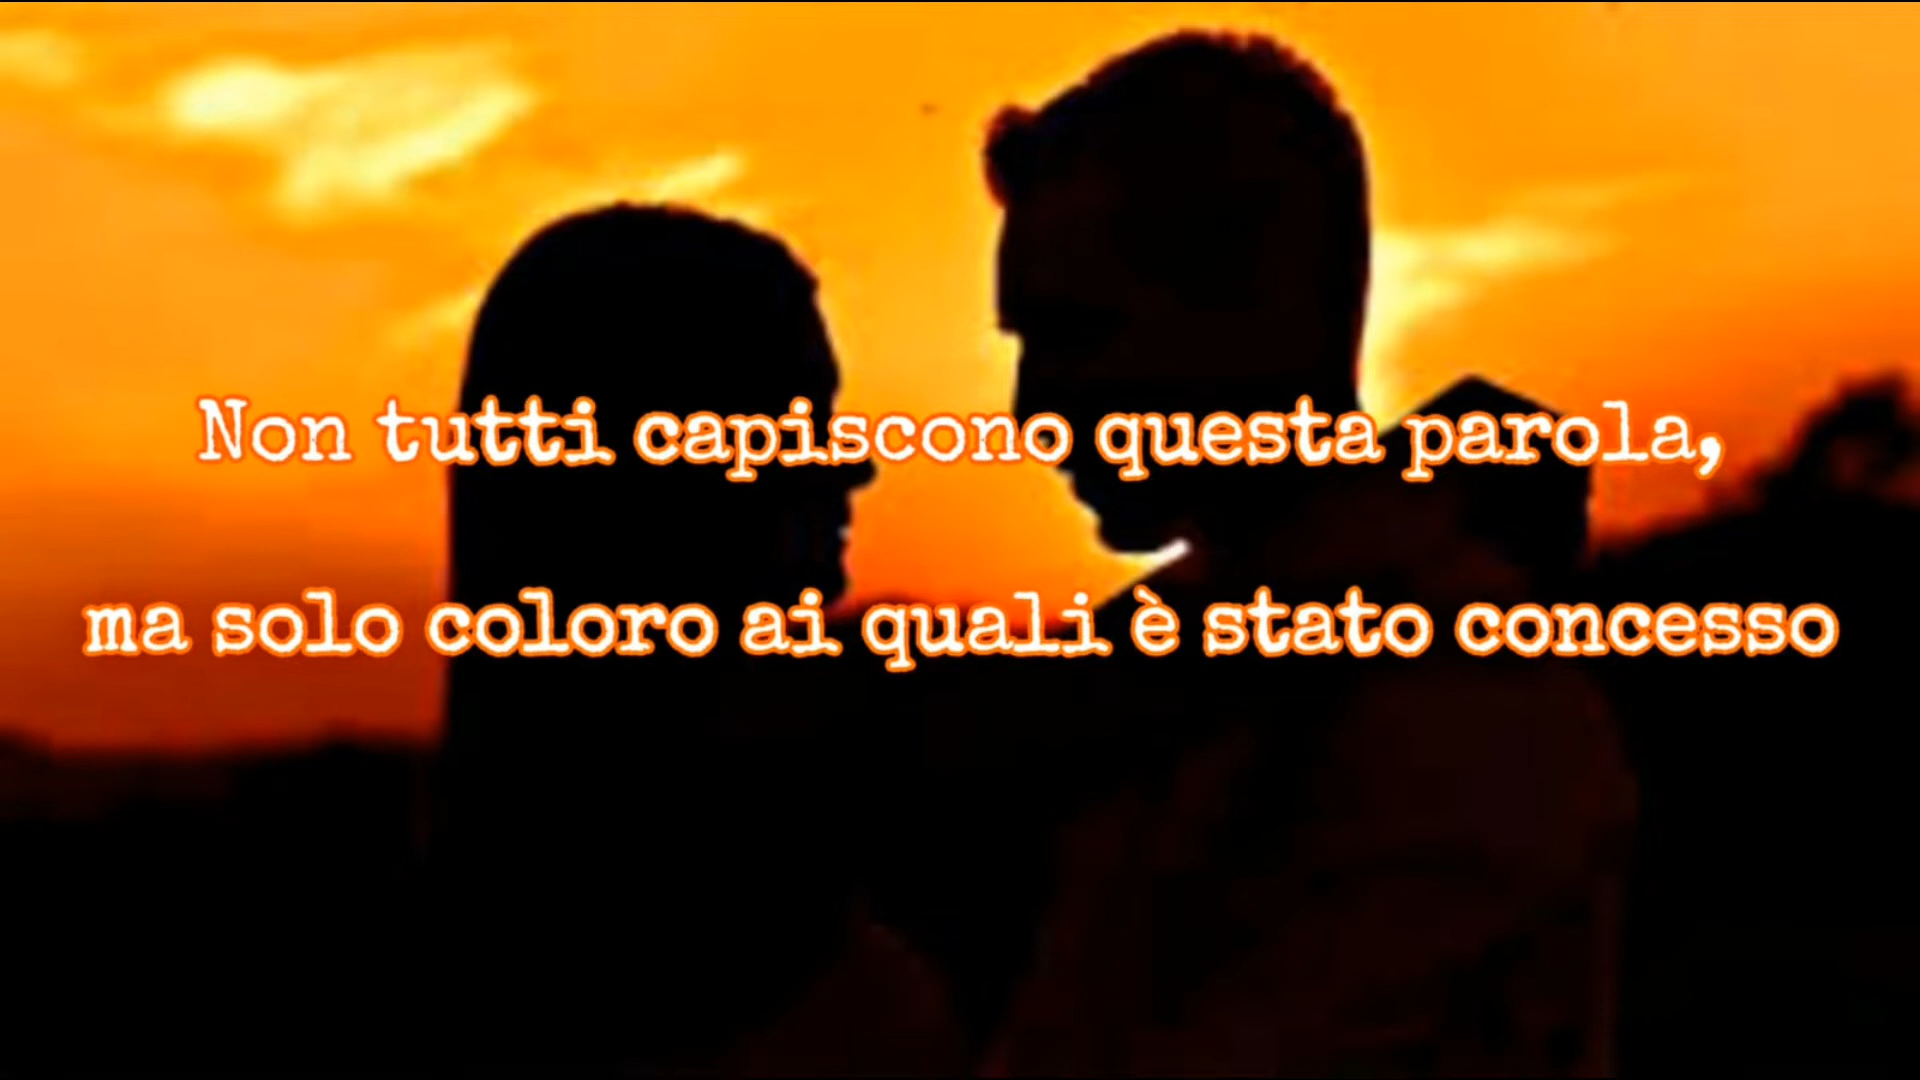 Non tutti capiscono questa parola,
ma solo coloro ai quali è stato concesso